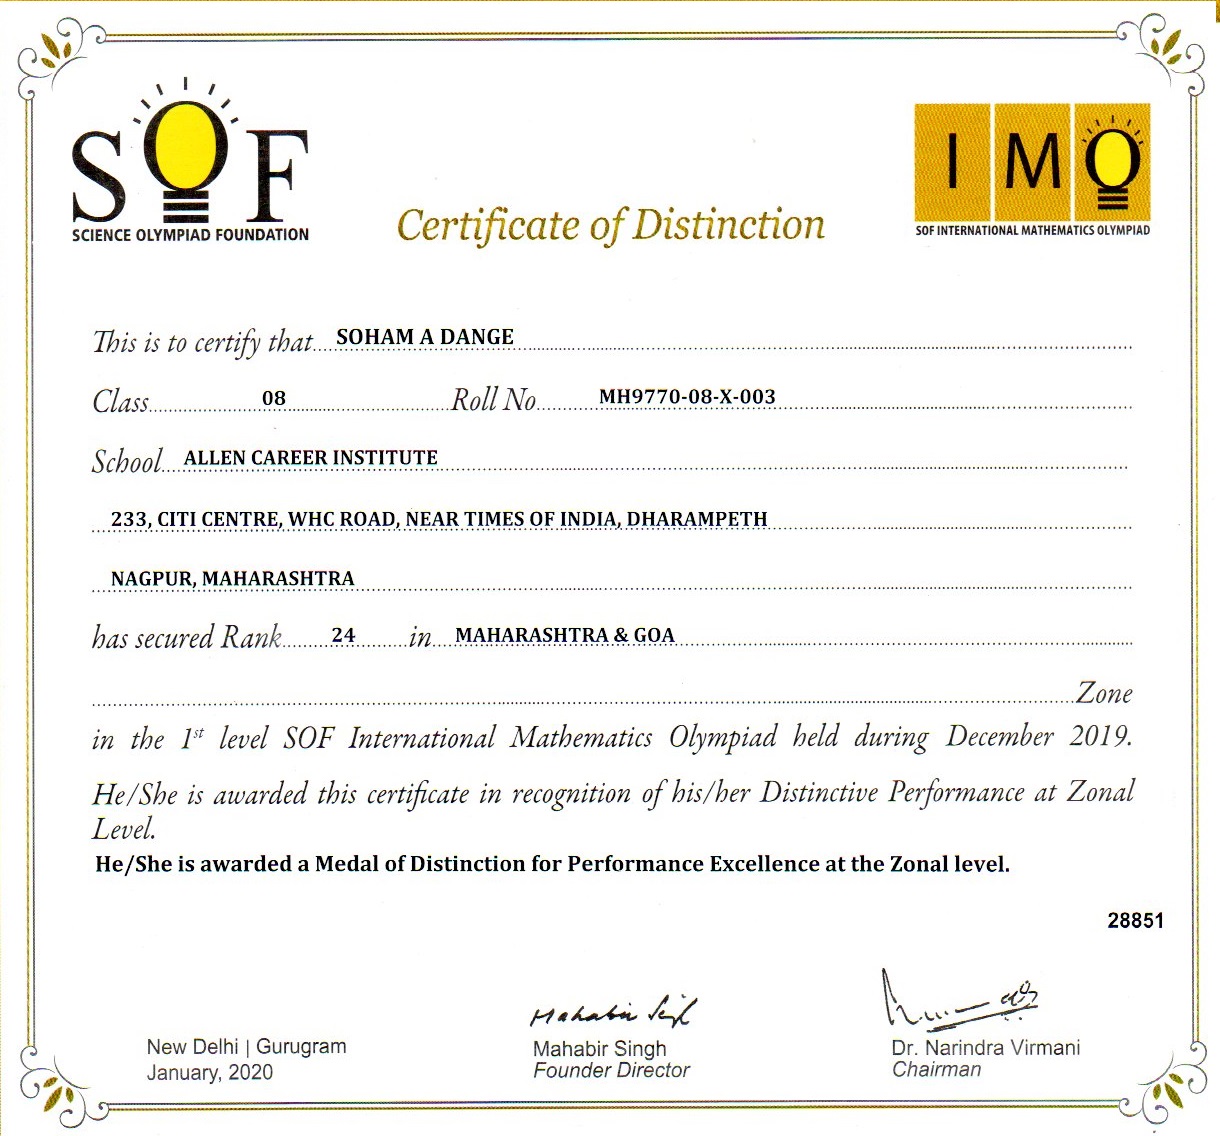 SOF
SCIENCE OLYMPIAD FOUNDATION
IMO
SOF INTERNATIONAL MATHEMATICS OLYMPIAD
Certificate of Distinction
This is to certify that SOHAM A DANGE
Class 08 Roll No MH9770-08-X-003
School ALLEN CAREER INSTITUTE
233, CITI CENTRE, WHC ROAD, NEAR TIMES OF INDIA, DHARAMPETH
NAGPUR, MAHARASHTRA
has secured Rank 24 in MAHARASHTRA & GOA
Zone
in the 1st level SOF International Mathematics Olympiad held during December 2019.
He/She is awarded this certificate in recognition of his/her Distinctive Performance at Zonal
Level.
He/She is awarded a Medal of Distinction for Performance Excellence at the Zonal level.
28851
Mahabir Singh
New Delhi | Gurugram
January, 2020
Mahabir Singh
Founder Director
Dr. Narindra Virmani
Chairman